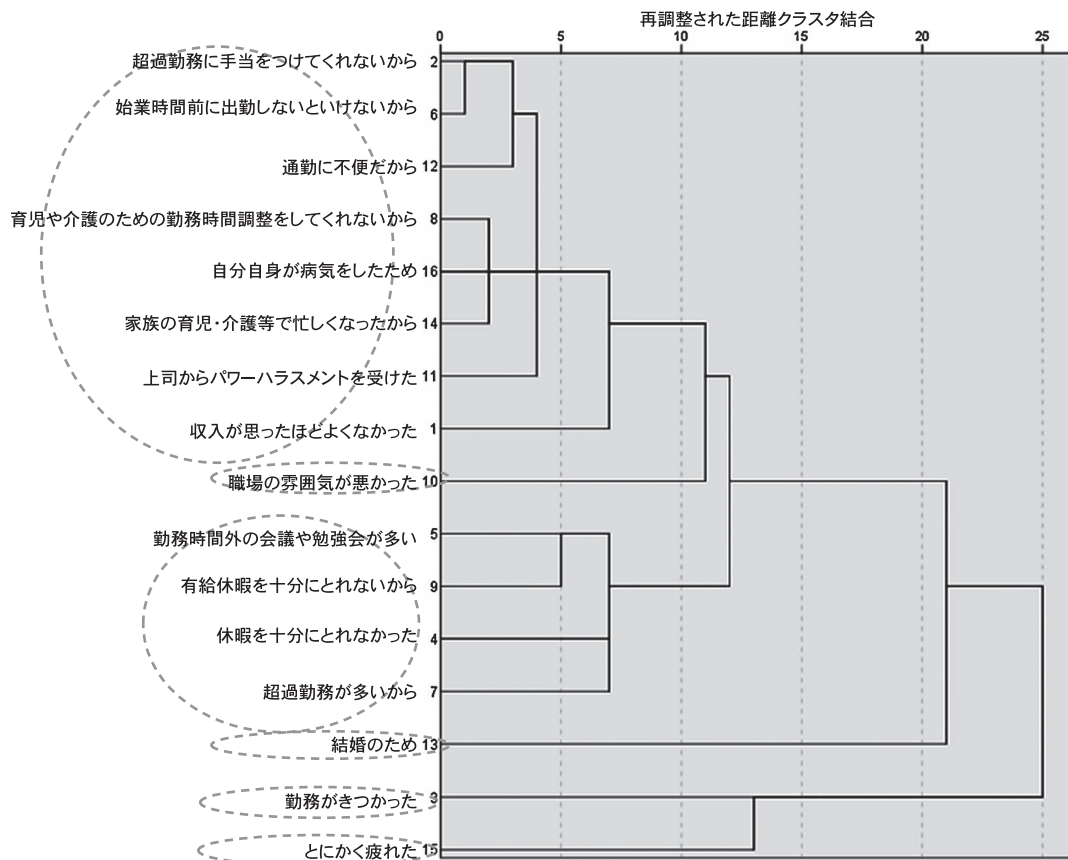 再調整された距離クラスタ結合
0 5 10 15 20 25
超過勤務に手当をつけてくれないから 2
始業時間前に出勤しないといけないから 6
通勤に不便だから 12
育児や介護のための勤務時間調整をしてくれないから 8
自分自身が病気をしたため 16
家族の育児・介護等で忙しくなったから 14
上司からパワーハラスメントを受けた 11
収入が思ったほどよくなかった 1
職場の雰囲気が悪かった 10
勤務時間外の会議や勉強会が多い 5
有給休暇を十分にとれないから 9
休暇を十分にとれなかった 4
超過勤務が多いから 7
結婚のため 13
勤務がきつかった 3
とにかく疲れた 15